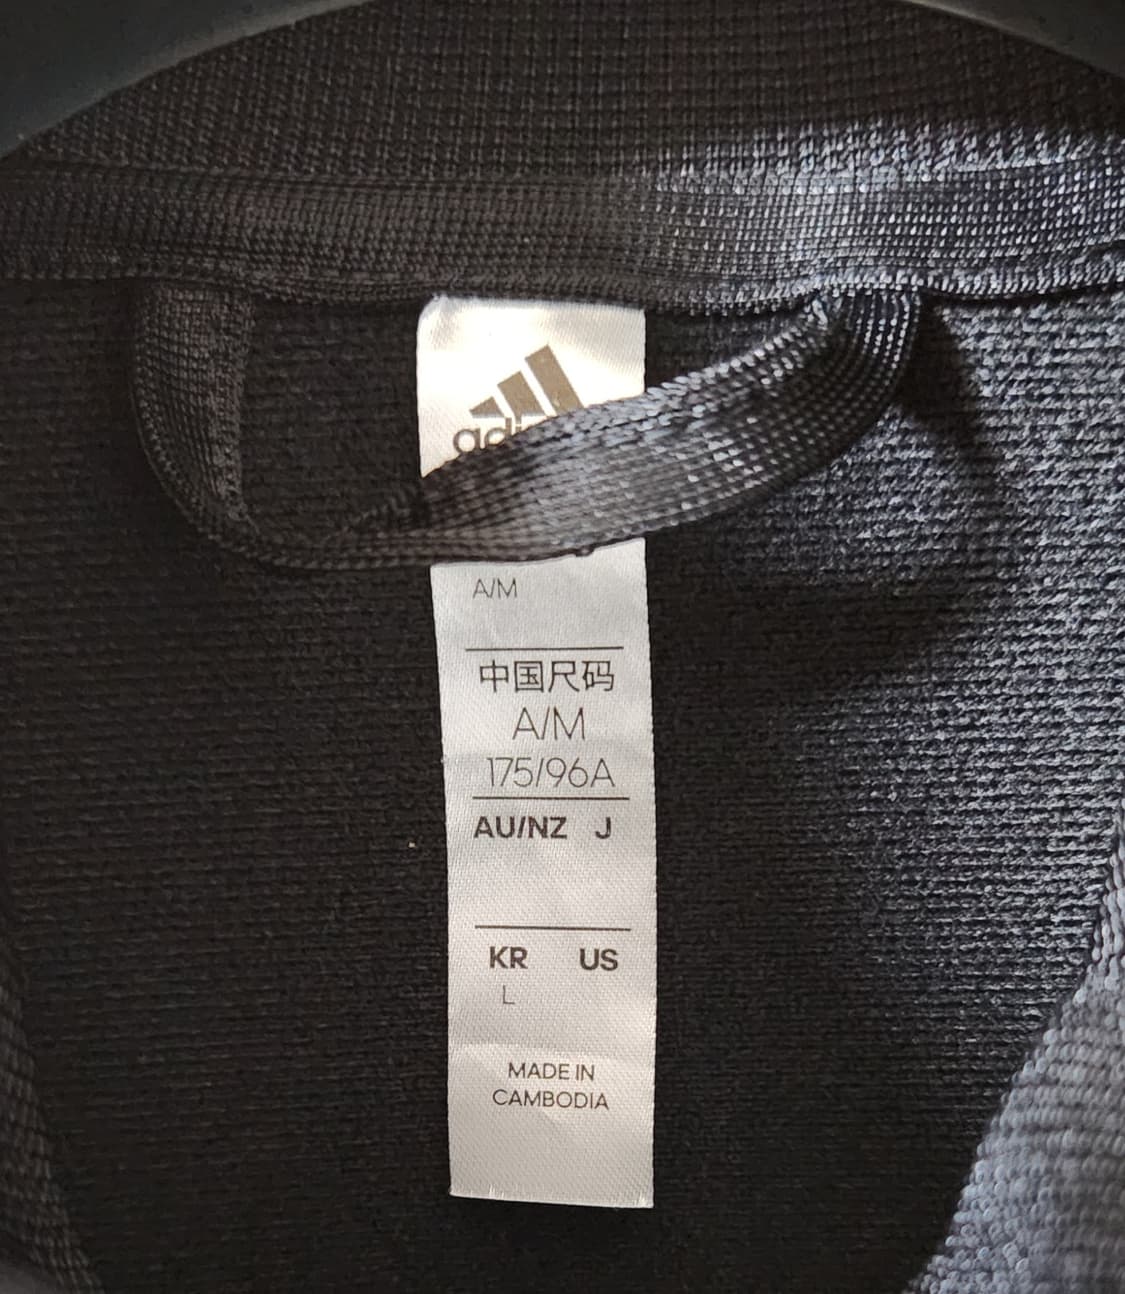 A/M
中国尺码
A/M
175/96A
AU/NZ J
KR US
L
MADE IN
CAMBODIA